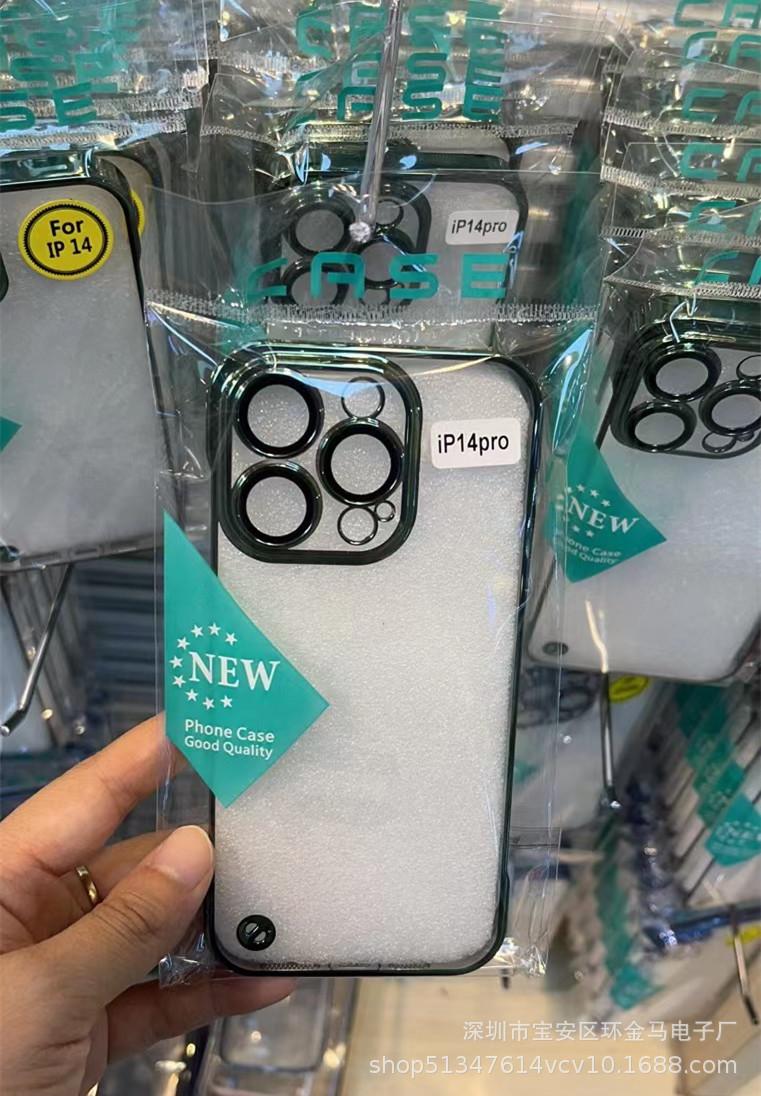 CASE
For
IP 14
iP14pro
CASE
iP14pro
NEW
Phone Case
Good Quality
NEW
Phone Case
Good Quality
NEW
深圳市宝安区环金马电子厂
shop51347614vcv10.1688.com